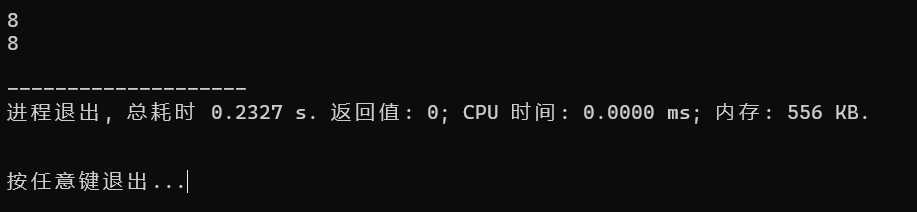 8
8
--------------------
进程退出, 总耗时 0.2327 s. 返回值: 0; CPU 时间: 0.0000 ms; 内存: 556 KB.
按任意键退出...